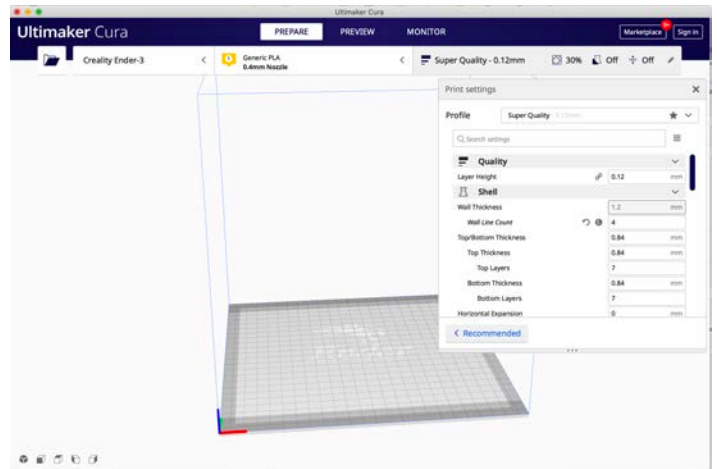 Ultimaker Cura
Ultimaker Cura
PREPARE
PREVIEW
MONITOR
Marketplace
Sign in
Creality Ender-3
Generic PLA
0.4mm Nozzle
Super Quality - 0.12mm
30%
Off
Off
Print settings
Profile
Super Quality - 0.12mm
Search settings
Quality
Layer Height
0.12
mm
Shell
Wall Thickness
1.2
mm
Wall Line Count
4
Top/Bottom Thickness
0.84
mm
Top Thickness
0.84
mm
Top Layers
7
Bottom Thickness
0.84
mm
Bottom Layers
7
Horizontal Expansion
0
mm
Recommended